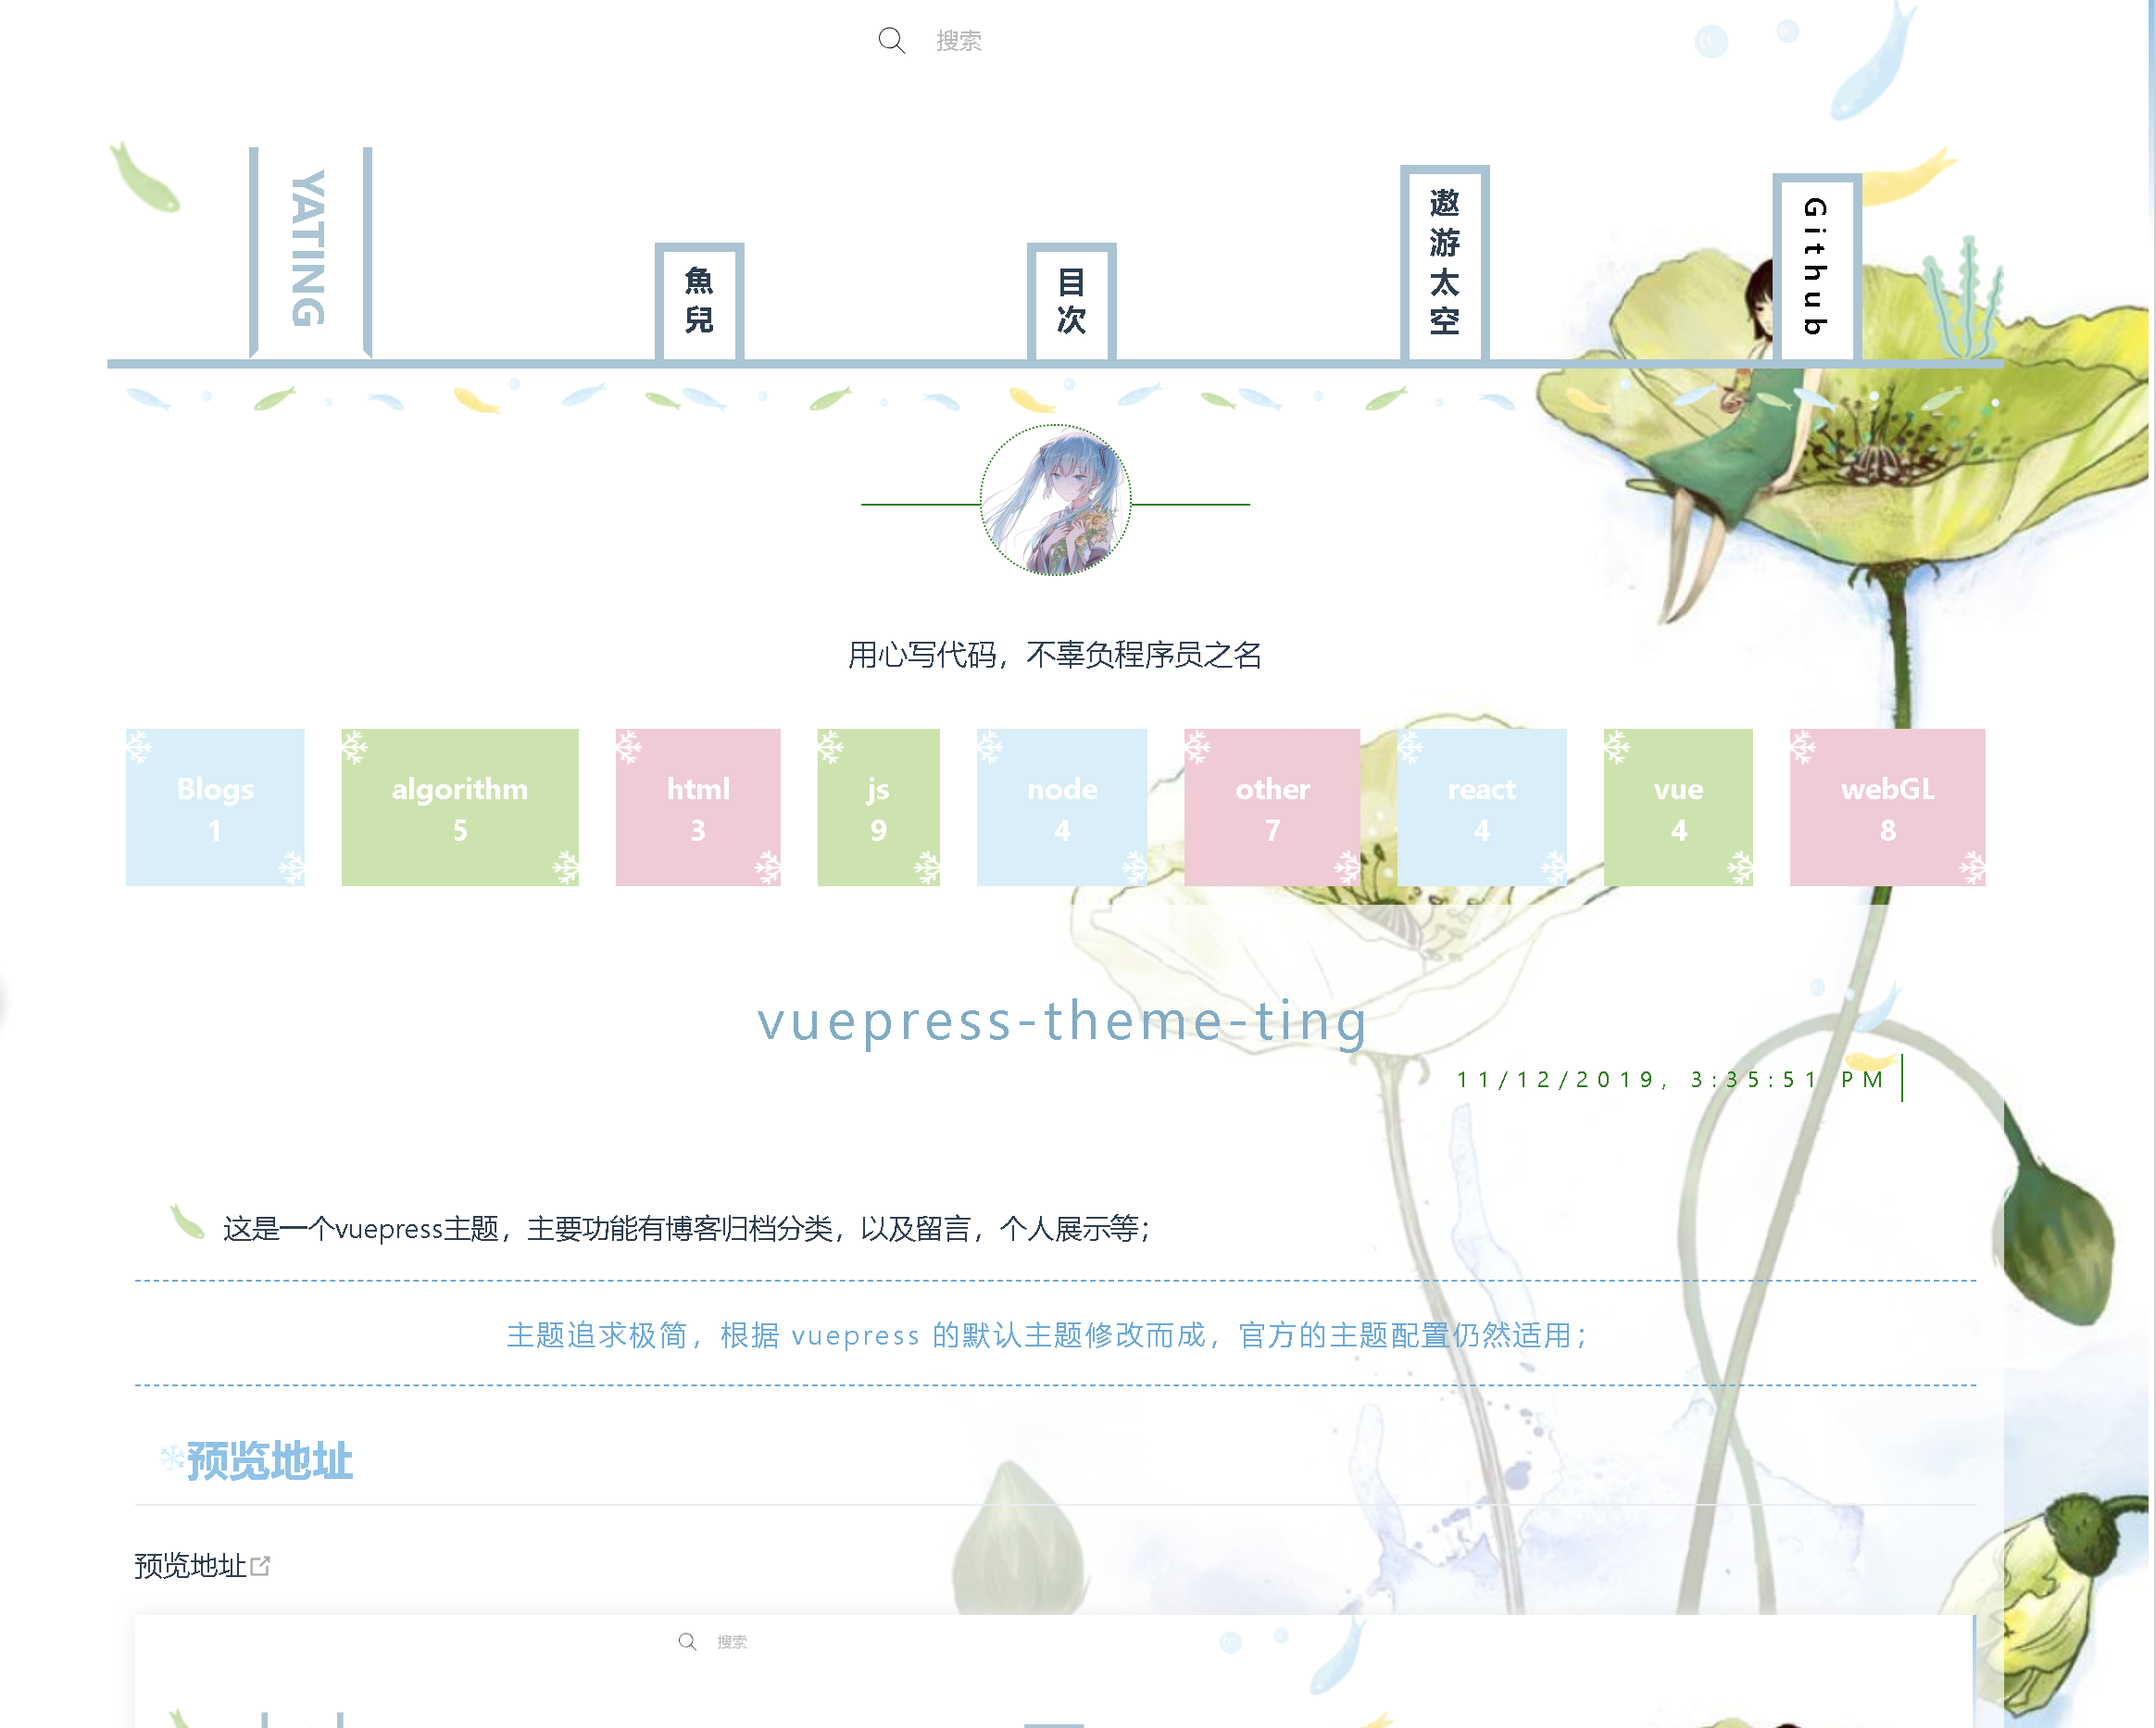 搜索
YATING
魚兒
目次
遨游太空
Github
用心写代码，不辜负程序员之名
Blogs
1
algorithm
5
html
3
js
9
node
4
other
7
react
4
vue
4
webGL
8
vuepress-theme-ting
11/12/2019, 3:35:51 PM
这是一个vuepress主题，主要功能有博客归档分类，以及留言，个人展示等；
主题追求极简，根据 vuepress 的默认主题修改而成，官方的主题配置仍然适用；
预览地址
预览地址
搜索